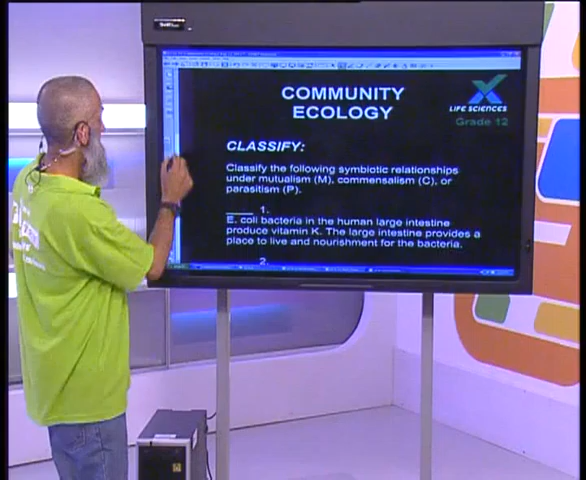 COMMUNITY
ECOLOGY
LIFE SCIENCES
Grade 12
CLASSIFY:
Classify the following symbiotic relationships
under mutualism (M), commensalism (C), or
parasitism (P).
____ 1.
E. coli bacteria in the human large intestine
produce vitamin K. The large intestine provides a
place to live and nourishment for the bacteria.
2.